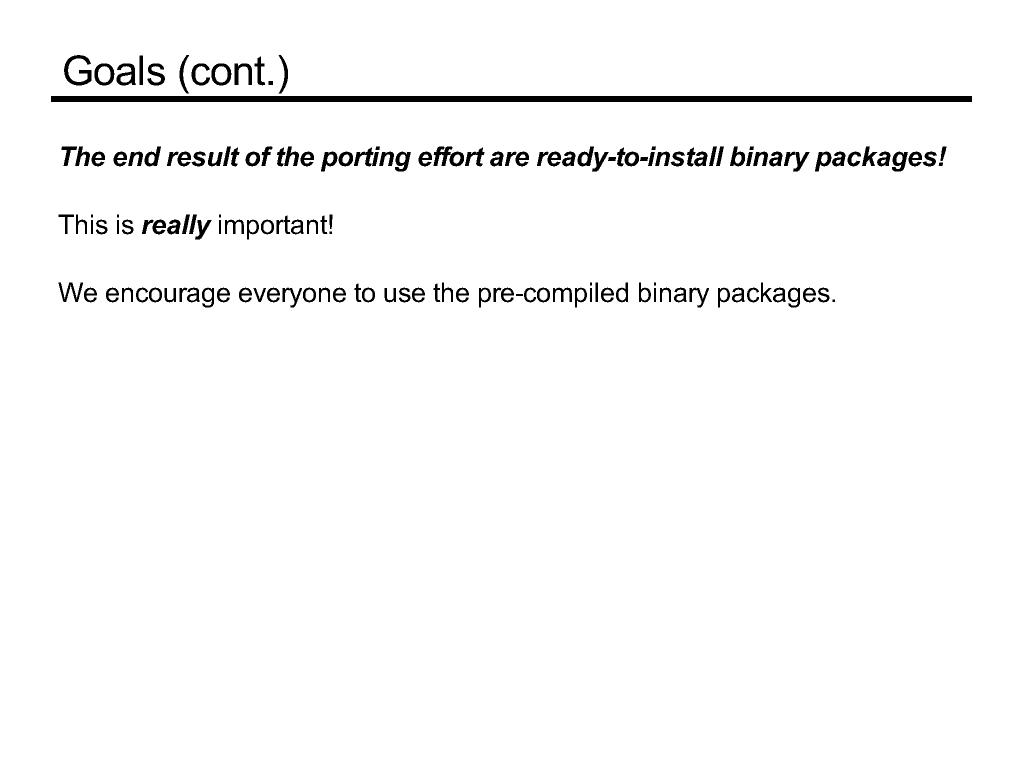 Goals (cont.)
The end result of the porting effort are ready-to-install binary packages!
This is really important!
We encourage everyone to use the pre-compiled binary packages.